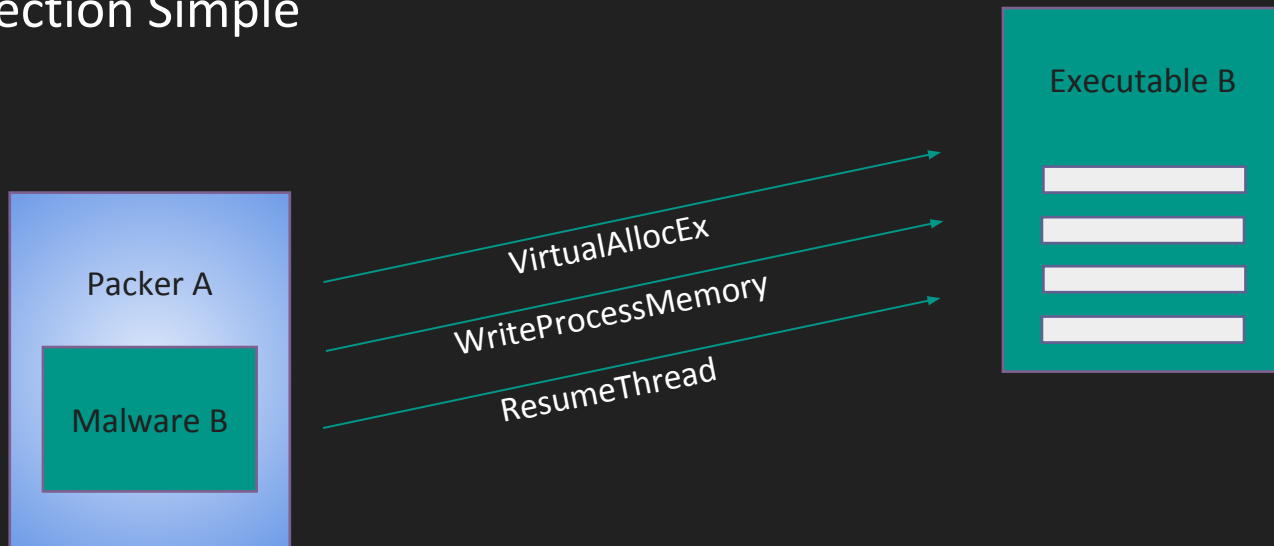 ection Simple
Executable B
Packer A
Malware B
VirtualAllocEx
WriteProcessMemory
ResumeThread